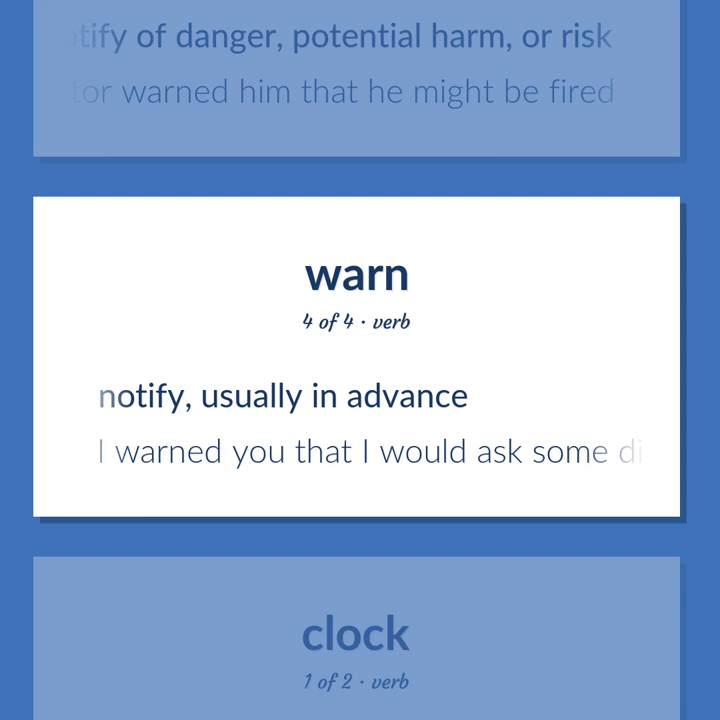 of danger, potential harm, or risk
warned him that he might be fired
warn
4 of 4 · verb
notify, usually in advance
I warned you that I would ask some
clock
1 of 2 · verb